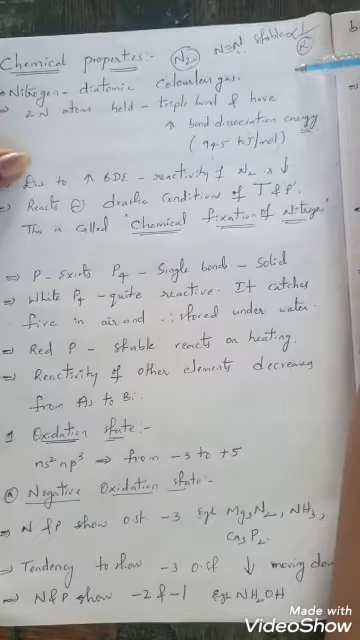 Chemical properties:- N2 N≡N stable α 1/R
⇒ Nitrogen - diatomic Colourless gas.
⇒ 2 N atoms held - triple bond & have
↑ bond dissociation energy
(945 kJ/mol)
Due to ↑ BDE - reactivity of N2 is ↓
⇒ Reacts @ drastic condition of T & P.
This is called "Chemical fixation of Nitrogen"
⇒ P - Exists P4 - Single bonds - Solid
⇒ White P4 - quite reactive. It catches
fire in air and ∴ stored under water.
⇒ Red P - stable reacts on heating.
⇒ Reactivity of other elements decreases
from As to Bi.
1 Oxidation state:-
ns² np³ ⇒ from -3 to +5
ⓐ Negative Oxidation state:-
⇒ N & P show o.st -3 Eg: Mg3N2, NH3,
Ca3P2.
⇒ Tendency to show -3 o.st ↓ moving down
⇒ N & P show -2 & -1 Eg: NH2OH
Made with
VideoShow